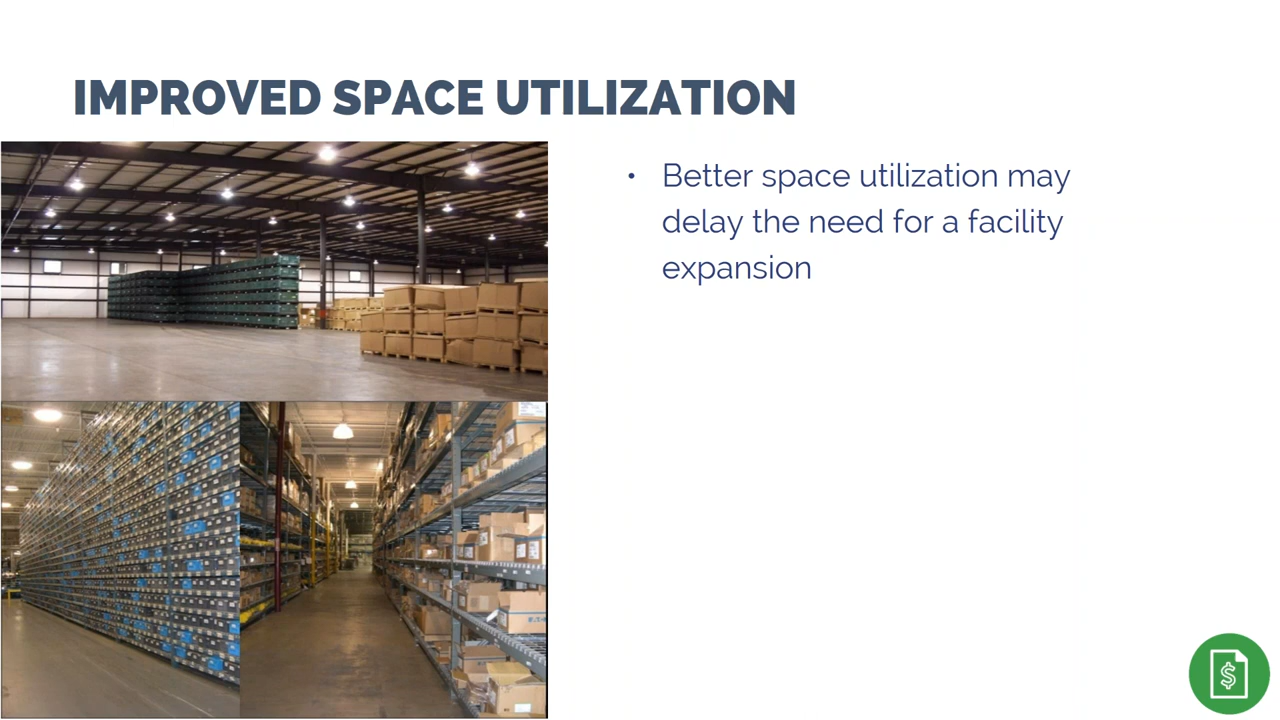 IMPROVED SPACE UTILIZATION
• Better space utilization may
delay the need for a facility
expansion
$